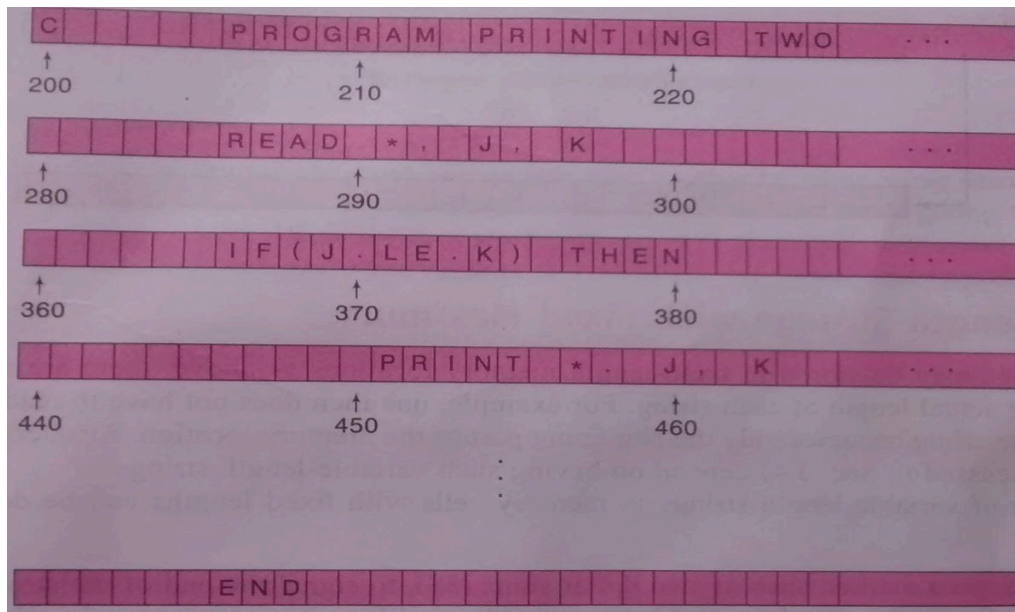 C PROGRAM PRINTING TWO ...
200 210 220
READ *, J, K ...
280 290 300
IF(J.LE.K) THEN ...
360 370 380
PRINT *. J, K ...
440 450 460
END